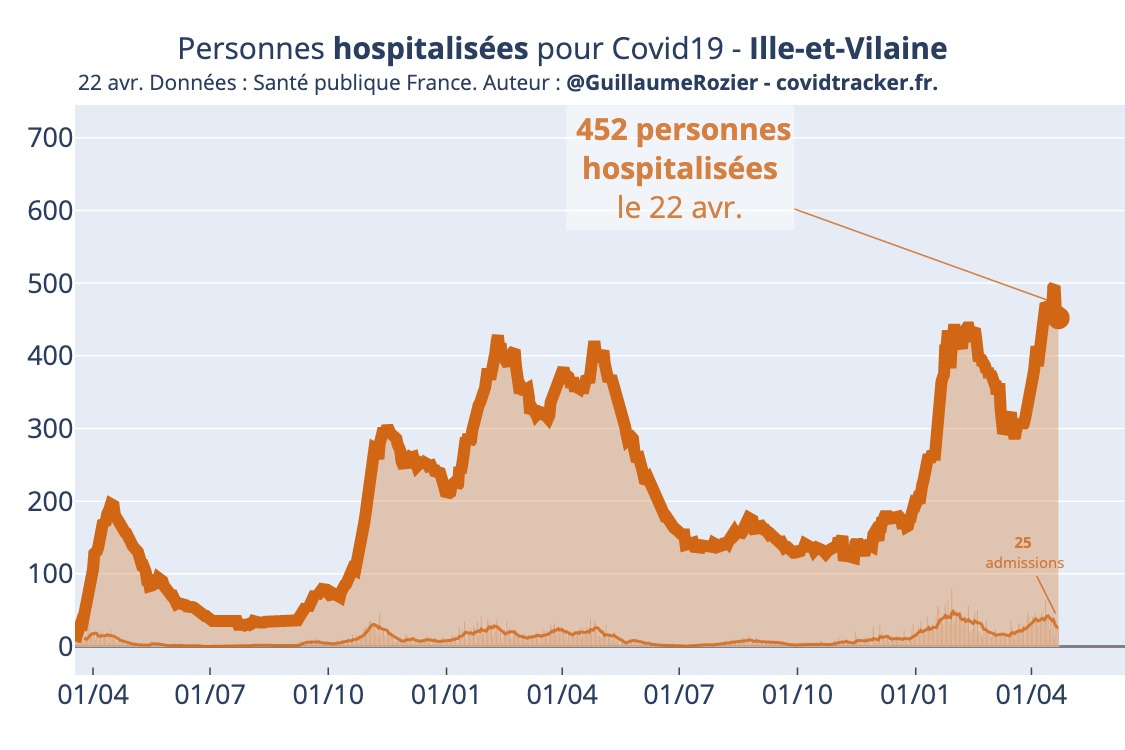 Personnes hospitalisées pour Covid19 - Ille-et-Vilaine
22 avr. Données : Santé publique France. Auteur : @GuillaumeRozier - covidtracker.fr.
452 personnes
hospitalisées
le 22 avr.
700
600
500
400
300
200
100
0
25
admissions
01/04 01/07 01/10 01/01 01/04 01/07 01/10 01/01 01/04